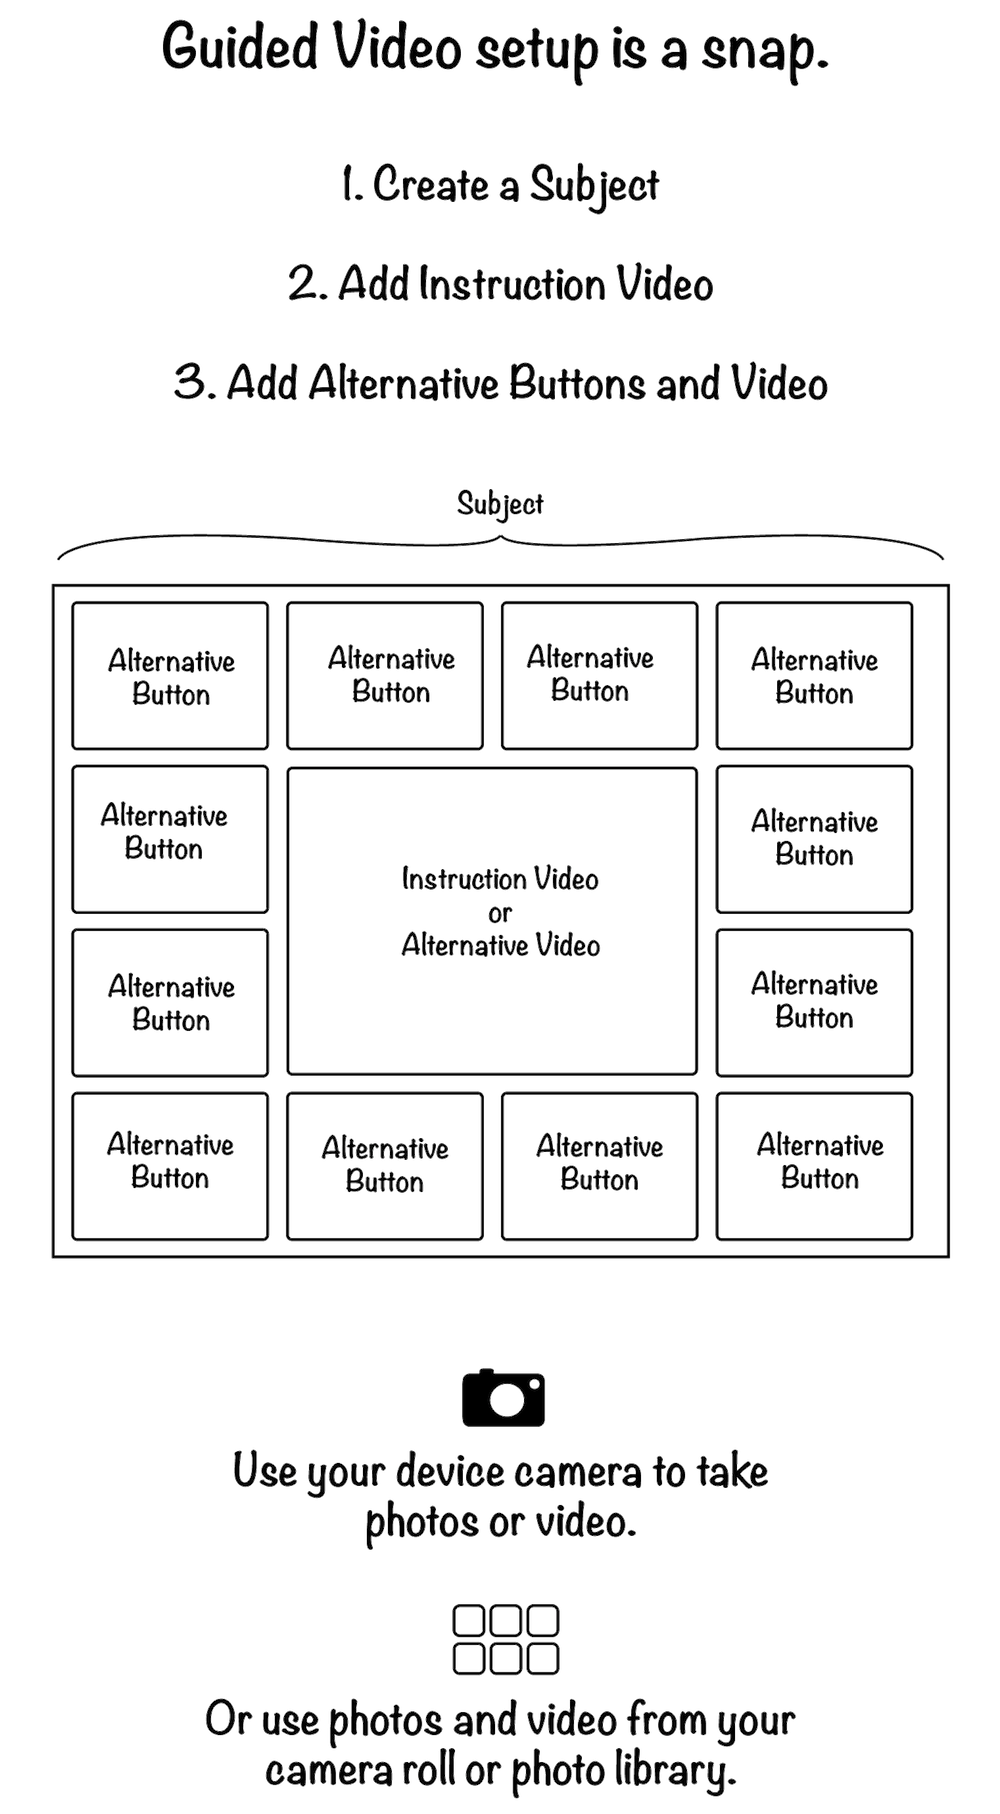 Guided Video setup is a snap.
1. Create a Subject
2. Add Instruction Video
3. Add Alternative Buttons and Video
Subject
Alternative
Button
Alternative
Button
Alternative
Button
Alternative
Button
Alternative
Button
Instruction Video
or
Alternative Video
Alternative
Button
Alternative
Button
Alternative
Button
Alternative
Button
Alternative
Button
Alternative
Button
Alternative
Button
Use your device camera to take
photos or video.
Or use photos and video from your
camera roll or photo library.